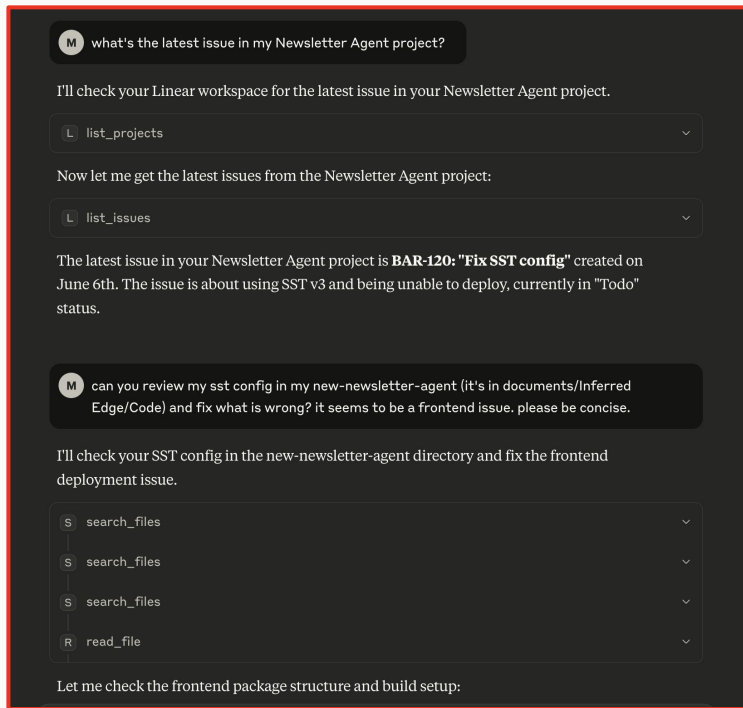 M what's the latest issue in my Newsletter Agent project?
I'll check your Linear workspace for the latest issue in your Newsletter Agent project.
L list_projects
Now let me get the latest issues from the Newsletter Agent project:
L list_issues
The latest issue in your Newsletter Agent project is BAR-120: "Fix SST config" created on
June 6th. The issue is about using SST v3 and being unable to deploy, currently in "Todo"
status.
M can you review my sst config in my new-newsletter-agent (it's in documents/Inferred
Edge/Code) and fix what is wrong? it seems to be a frontend issue. please be concise.
I'll check your SST config in the new-newsletter-agent directory and fix the frontend
deployment issue.
S search_files
S search_files
S search_files
R read_file
Let me check the frontend package structure and build setup: